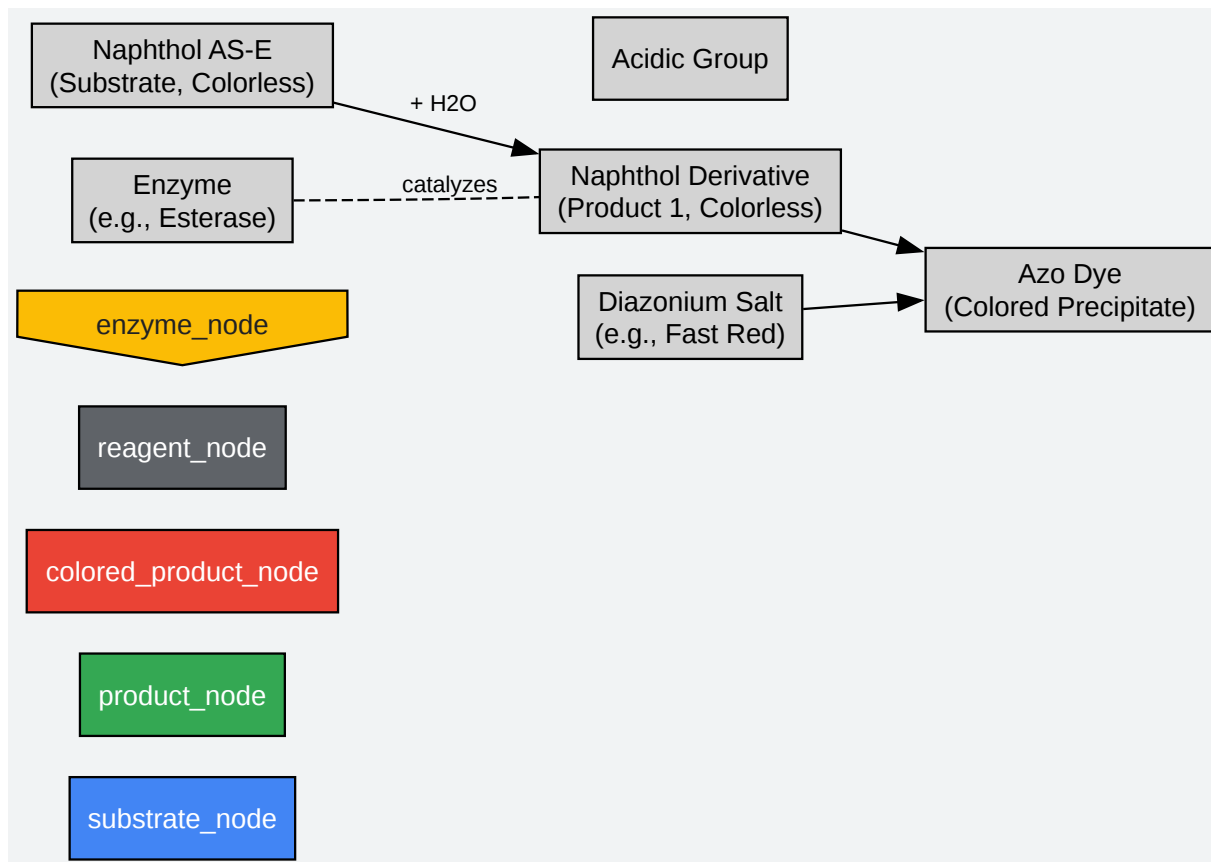 Naphthol AS-E
(Substrate, Colorless)
Acidic Group
+ H2O
Enzyme
(e.g., Esterase)
catalyzes
Naphthol Derivative
(Product 1, Colorless)
Diazonium Salt
(e.g., Fast Red)
Azo Dye
(Colored Precipitate)
enzyme_node
reagent_node
colored_product_node
product_node
substrate_node